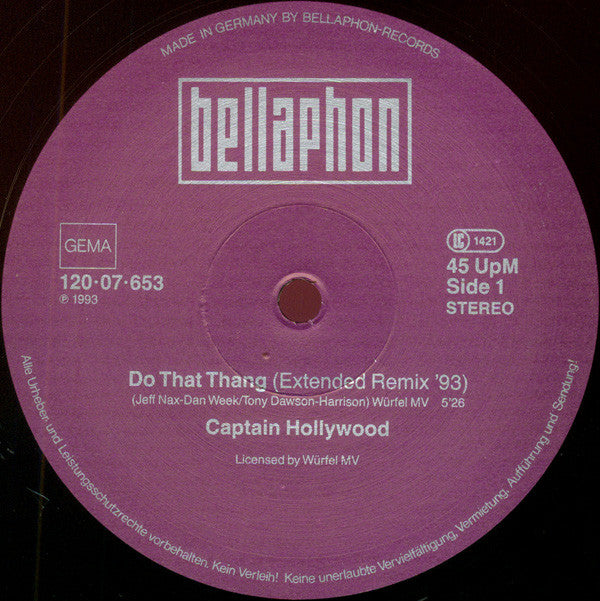 MADE IN GERMANY BY BELLAPHON-RECORDS
bellaphon
GEMA
120·07·653
℗ 1993
LC 1421
45 UpM
Side 1
STEREO
Do That Thang (Extended Remix '93)
(Jeff Nax-Dan Week/Tony Dawson-Harrison) Würfel MV 5'26
Captain Hollywood
Licensed by Würfel MV
Alle Urheber und Leistungsschutzrechte vorbehalten. Kein Verleih! Keine unerlaubte Vervielfältigung, Vermietung, Aufführung und Sendung!